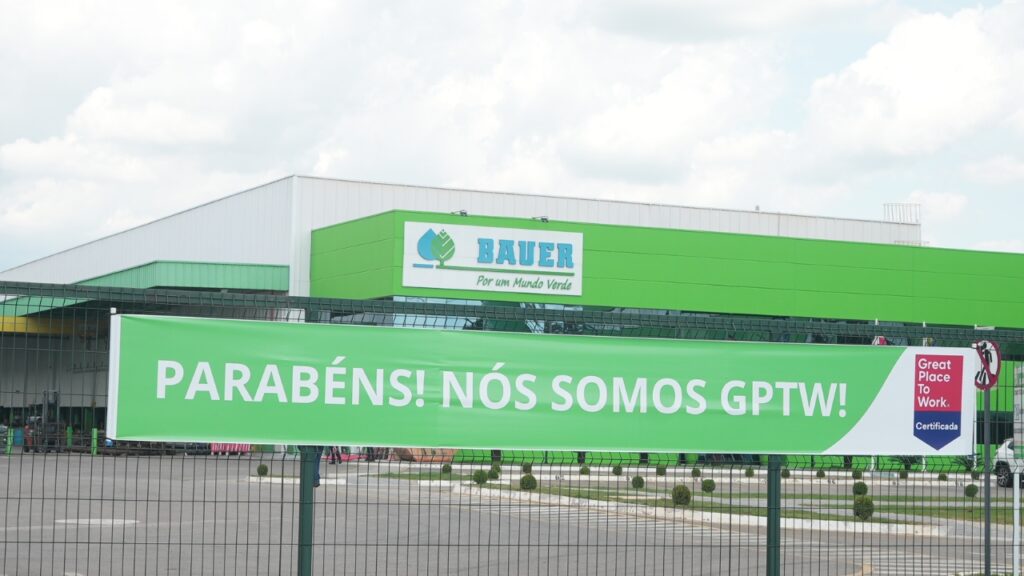 BAUER
Por um Mundo Verde
PARABÉNS! NÓS SOMOS GPTW!
Great
Place
To
Work.
Certificada